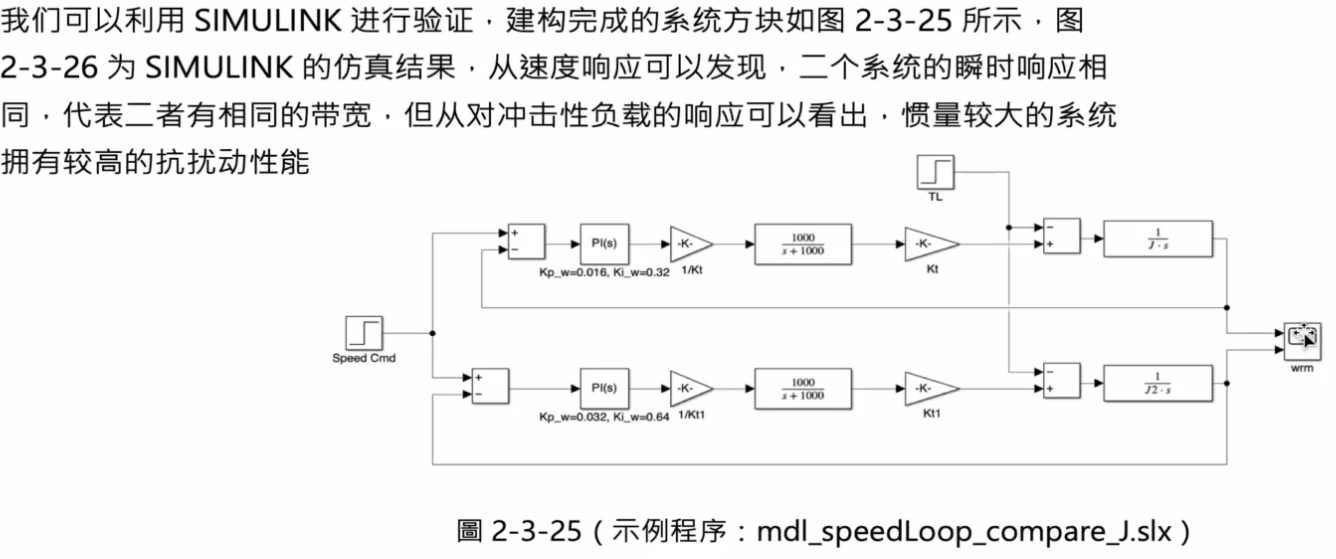 我们可以利用 SIMULINK 进行验证，建构完成的系统方块如图 2-3-25 所示，图
2-3-26 为 SIMULINK 的仿真结果，从速度响应可以发现，二个系统的瞬时响应相
同，代表二者有相同的带宽，但从对冲击性负载的响应可以看出，惯量较大的系统
拥有较高的抗扰动性能
TL
+
−
PI(s)
Kp_w=0.016, Ki_w=0.32
-K-
1/Kt
1000
s + 1000
-K-
Kt
−
+
1
J · s
Speed Cmd
wrm
+
−
PI(s)
Kp_w=0.032, Ki_w=0.64
-K-
1/Kt1
1000
s + 1000
-K-
Kt1
−
+
1
J2 · s
圖 2-3-25（示例程序：mdl_speedLoop_compare_J.slx）